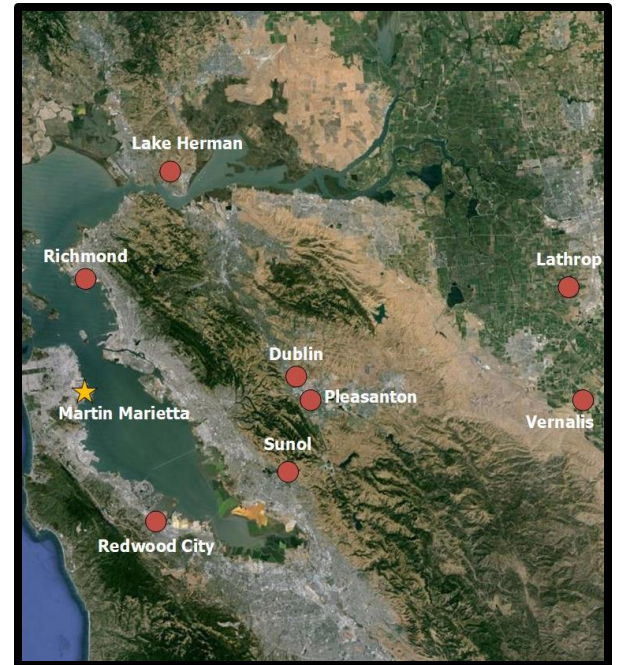 Lake Herman
Richmond
Lathrop
Dublin
Pleasanton
Martin Marietta
Vernalis
Sunol
Redwood City